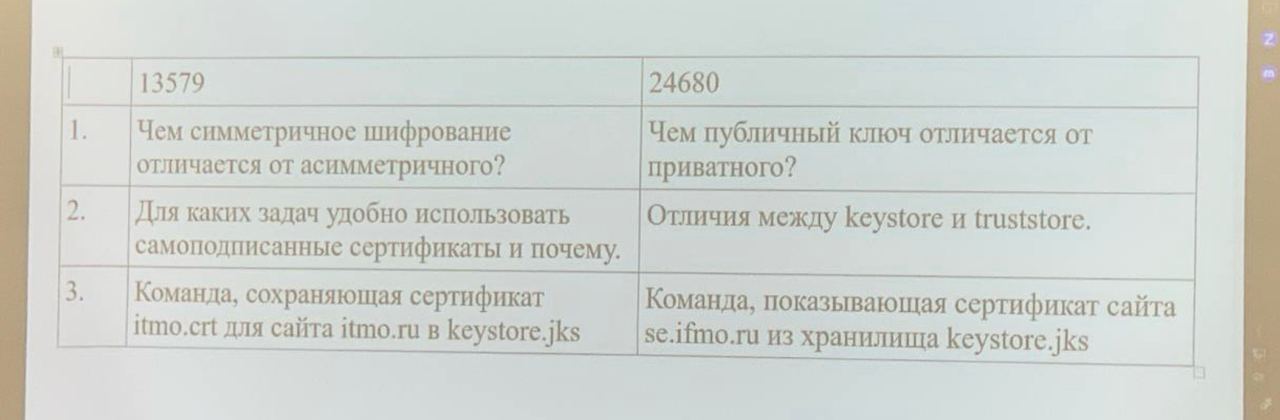 13579
24680
1.
Чем симметричное шифрование
отличается от асимметричного?
Чем публичный ключ отличается от
приватного?
2.
Для каких задач удобно использовать
самоподписанные сертификаты и почему.
Отличия между keystore и truststore.
3.
Команда, сохраняющая сертификат
itmo.crt для сайта itmo.ru в keystore.jks
Команда, показывающая сертификат сайта
se.ifmo.ru из хранилища keystore.jks
Z
m